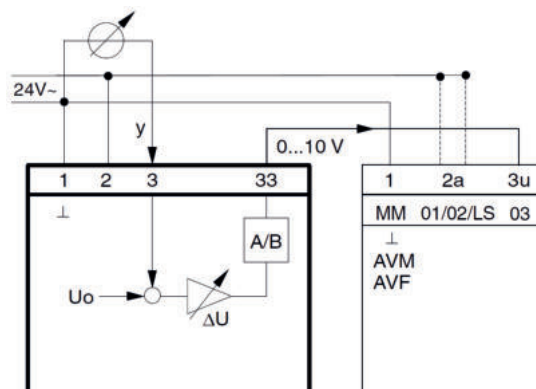 24V~
y
0...10 V
1 2 3 33
1 2a 3u
MM 01/02/LS 03
⊥
A/B
⊥
AVM
AVF
Uo
ΔU